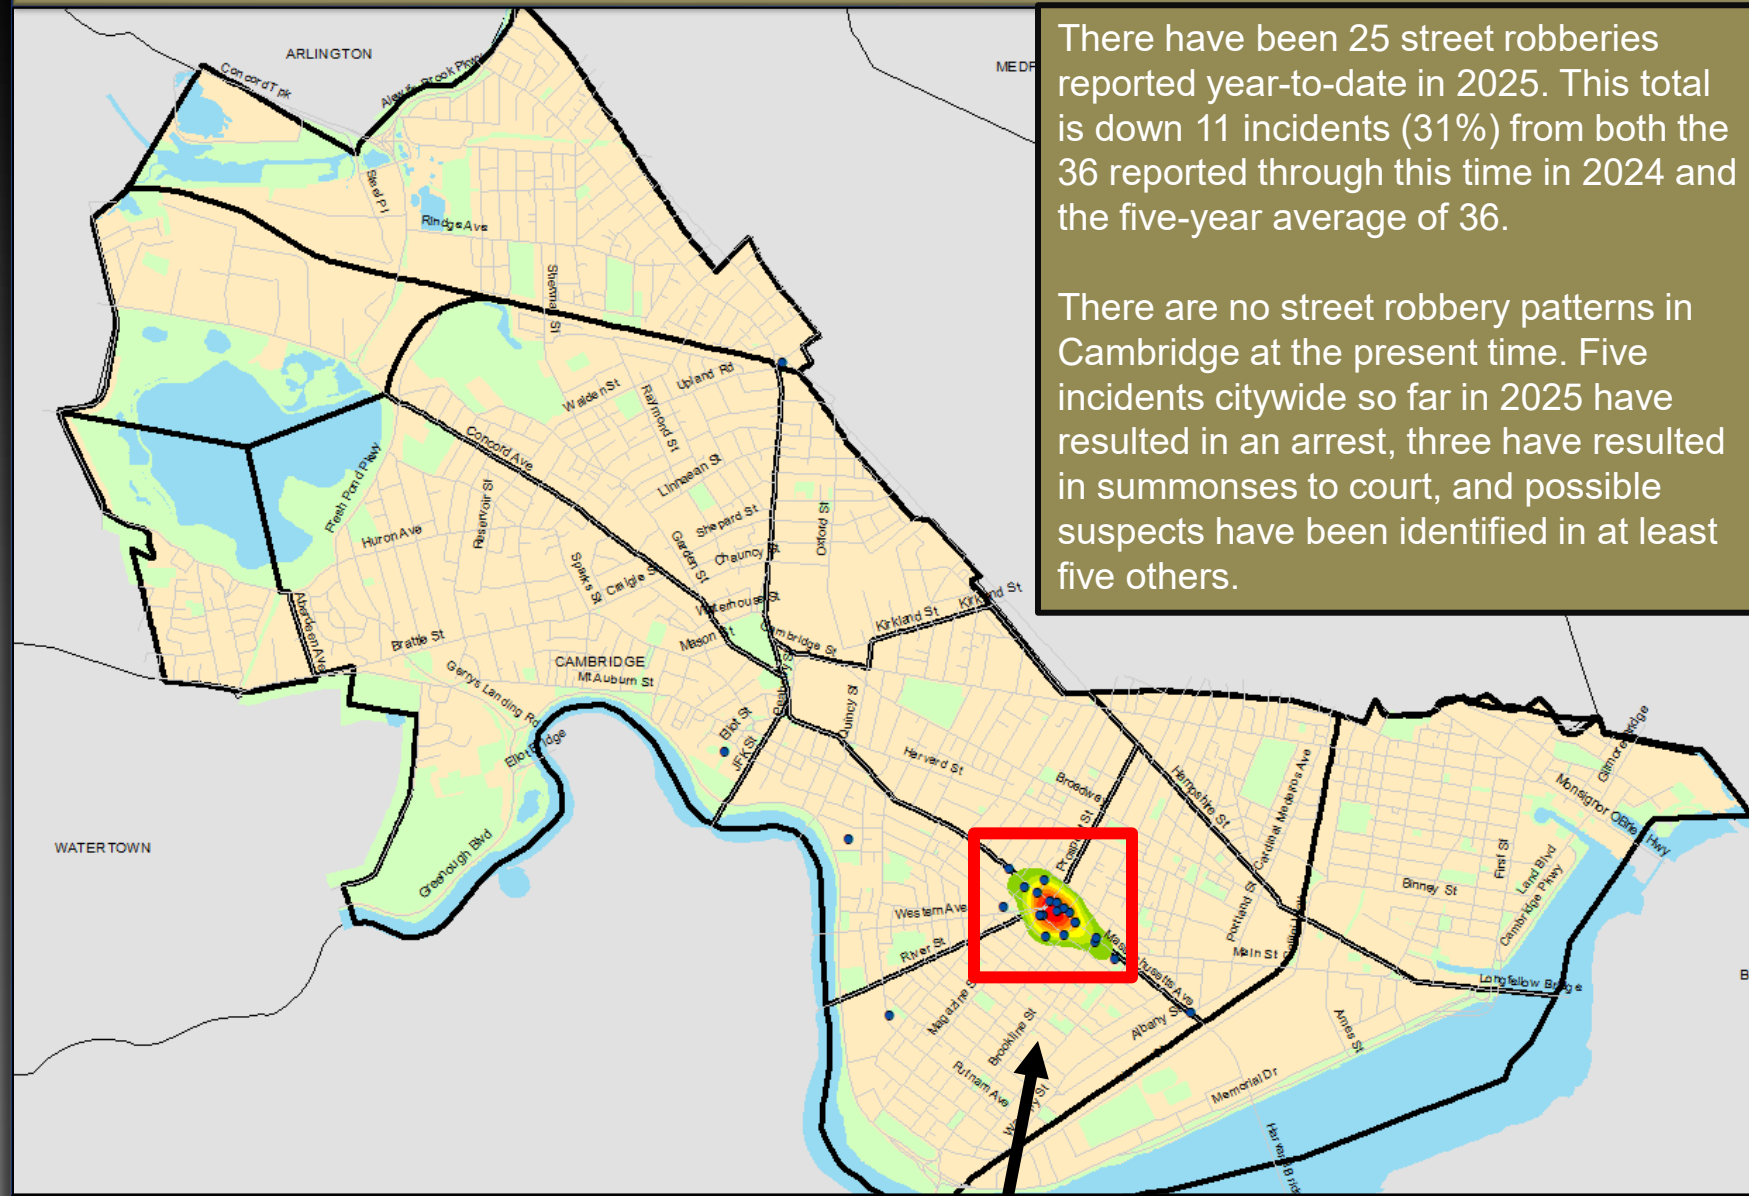 There have been 25 street robberies
reported year-to-date in 2025. This total
is down 11 incidents (31%) from both the
36 reported through this time in 2024 and
the five-year average of 36.
There are no street robbery patterns in
Cambridge at the present time. Five
incidents citywide so far in 2025 have
resulted in an arrest, three have resulted
in summonses to court, and possible
suspects have been identified in at least
five others.
ARLINGTON
MEDF
Concord Tpk
Alewife Brook Pkwy
Steel Pl
Rindge Ave
Sherman St
Upland Rd
Walden St
Raymond St
Concord Ave
Linnaean St
Fresh Pond Pkwy
Reservoir St
Huron Ave
Shepard St
Oxford St
Garden St
Chauncy St
Sparks St
Craigie St
Waterhouse St
Kirkland St
Kirkland St
Aberdeen Ave
Brattle St
Mason St
Cambridge St
CAMBRIDGE
Mt Auburn St
Gerrys Landing Rd
Peabody St
Quincy St
Eliot St
JFK St
Eliot Bridge
Harvard St
Broadway
Hampshire St
Cardinal Medeiros Ave
Gilmore Bridge
Monsignor OBrien Hwy
WATERTOWN
Greenough Blvd
Prospect St
First St
Land Blvd
Binney St
Cambridge Pkwy
Western Ave
River St
Portland St
Main St
Massachusetts Ave
Longfellow Bridge
B
Magazine S
Brookline St
Albany St
Ames St
Putnam Ave
Memorial Dr